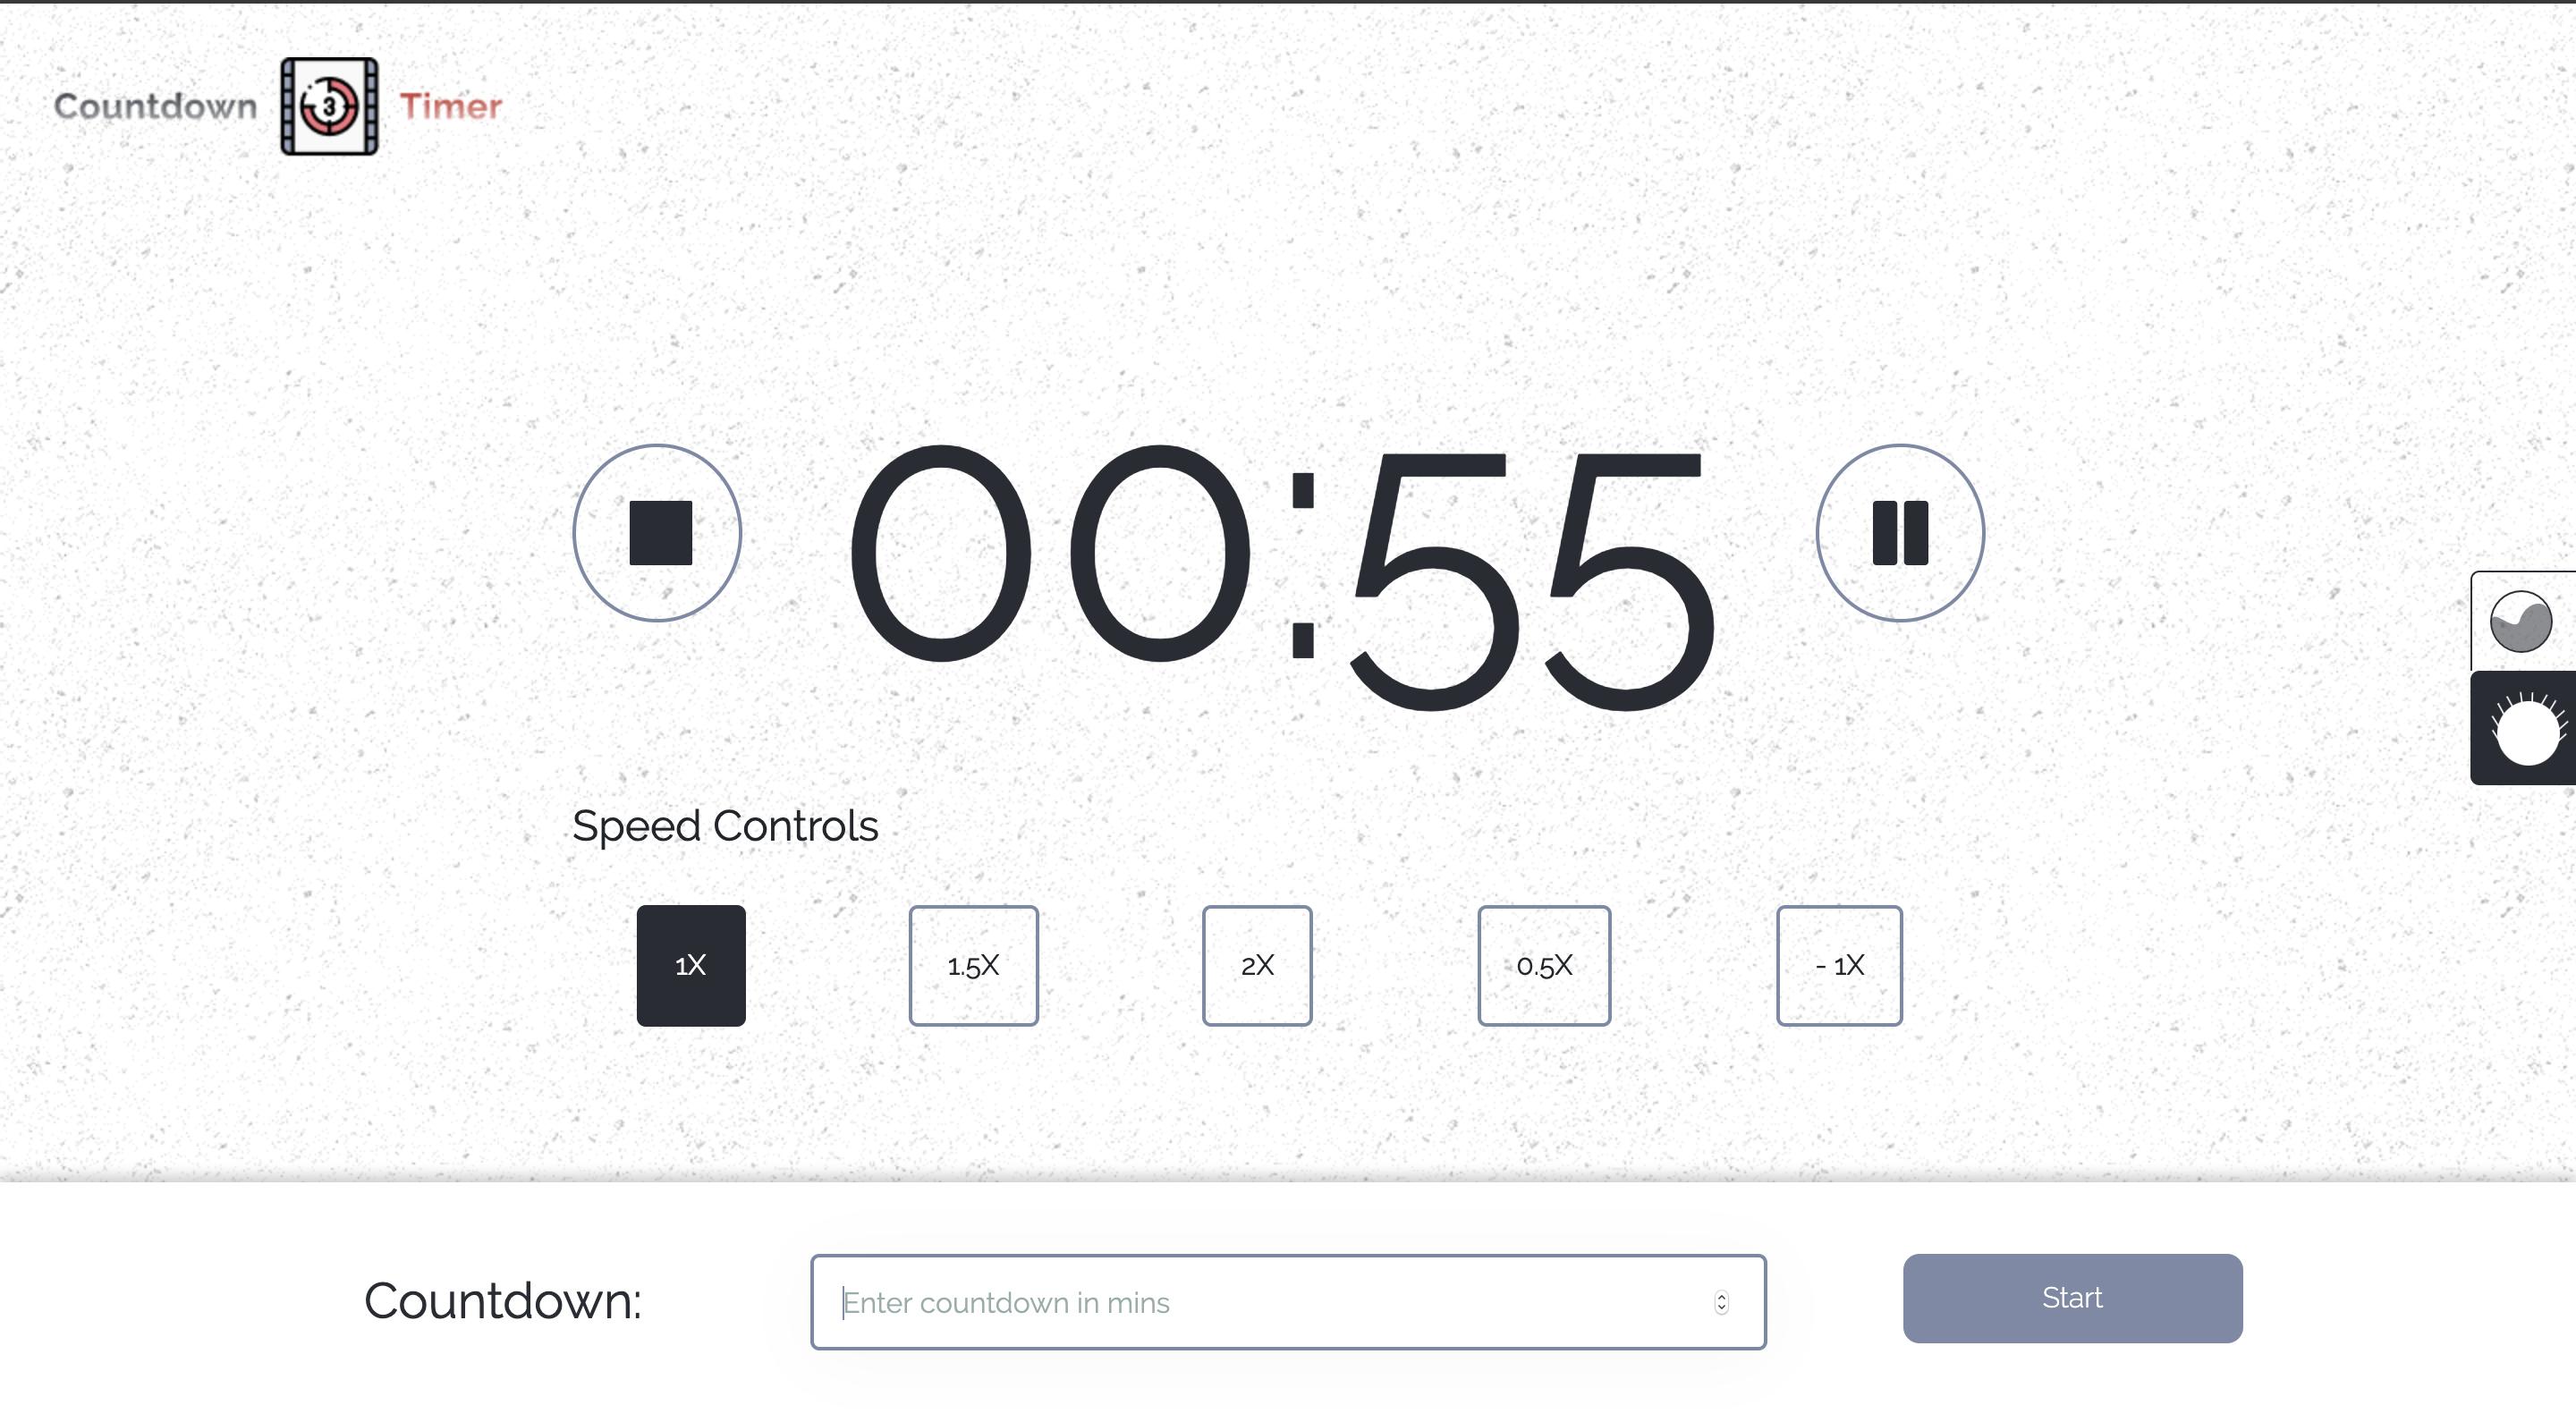 Countdown 3 Timer
00:55
Speed Controls
1X 1.5X 2X 0.5X - 1X
Countdown: Enter countdown in mins Start